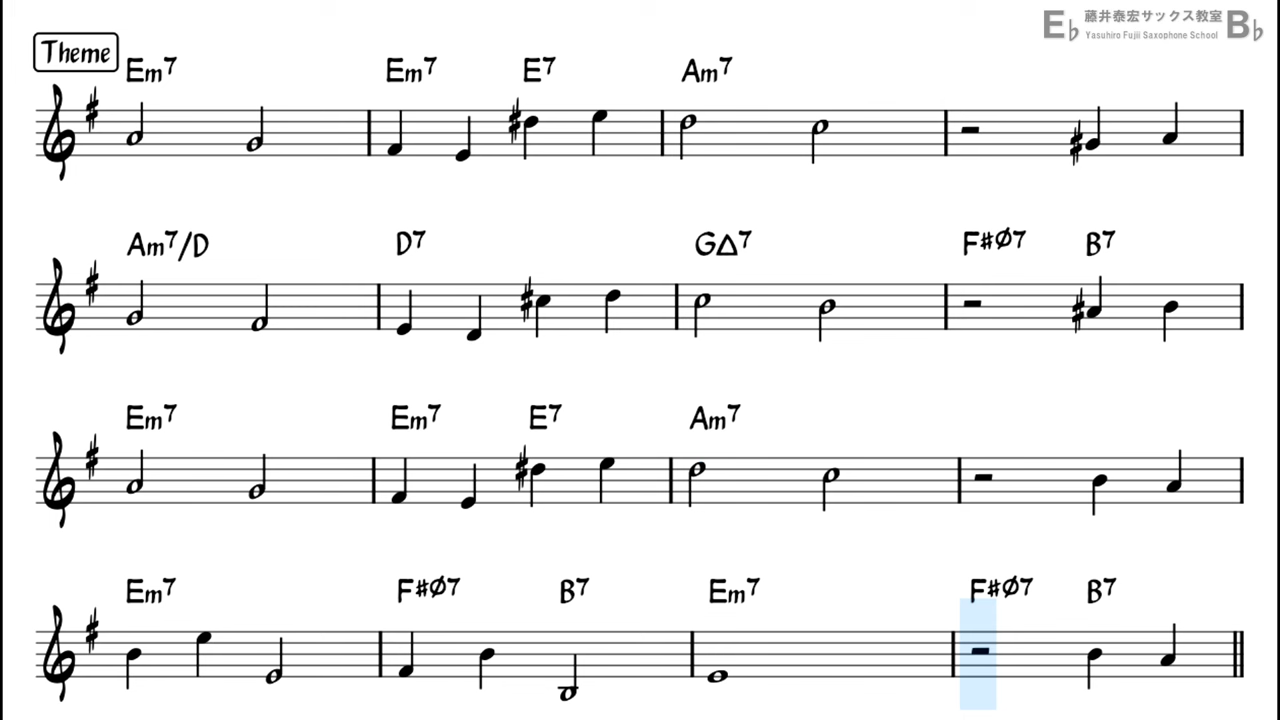 E♭ 藤井泰宏サックス教室 B♭
Yasuhiro Fujii Saxophone School
Theme
Em7 Em7 E7 Am7
Am7/D D7 G△7 F#ø7 B7
Em7 Em7 E7 Am7
Em7 F#ø7 B7 Em7 F#ø7 B7